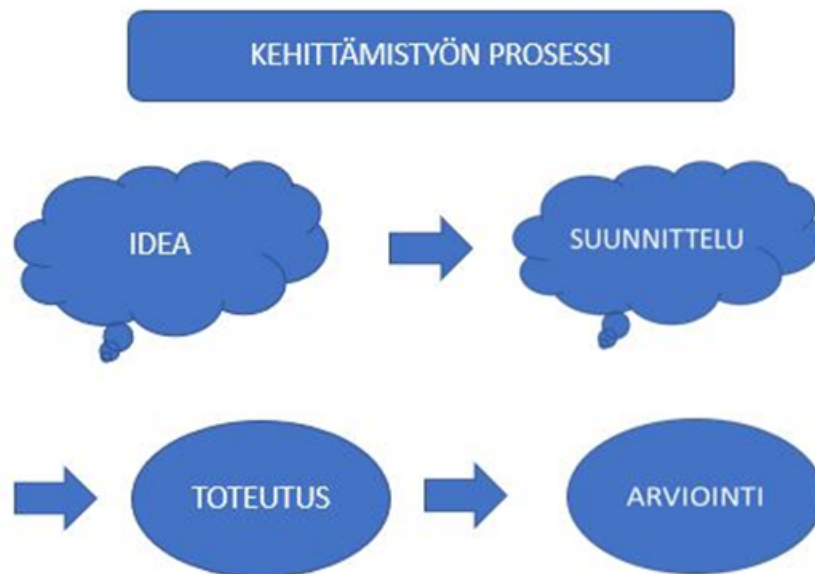 KEHITTÄMISTYÖN PROSESSI
IDEA
SUUNNITTELU
TOTEUTUS
ARVIOINTI